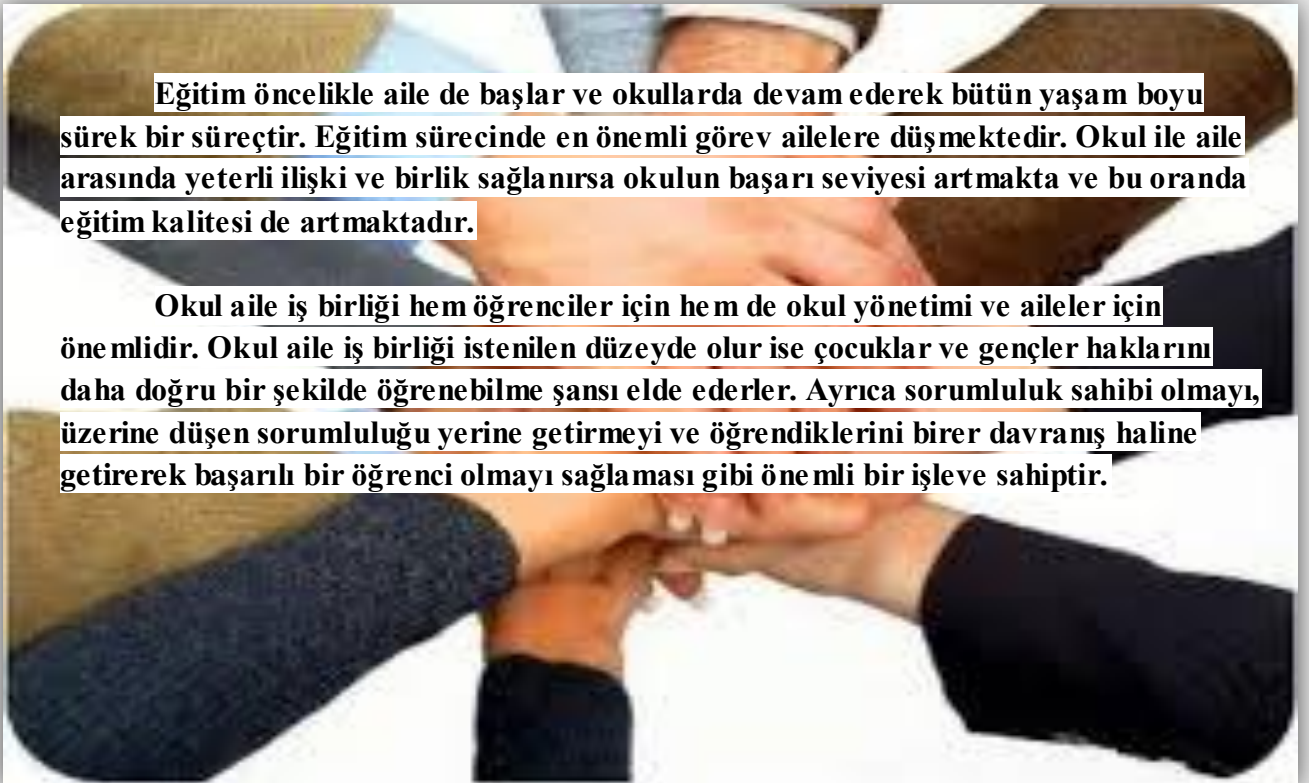 Eğitim öncelikle aile de başlar ve okullarda devam ederek bütün yaşam boyu
sürek bir süreçtir. Eğitim sürecinde en önemli görev ailelere düşmektedir. Okul ile aile
arasında yeterli ilişki ve birlik sağlanırsa okulun başarı seviyesi artmakta ve bu oranda
eğitim kalitesi de artmaktadır.
Okul aile iş birliği hem öğrenciler için hem de okul yönetimi ve aileler için
önemlidir. Okul aile iş birliği istenilen düzeyde olur ise çocuklar ve gençler haklarını
daha doğru bir şekilde öğrenebilme şansı elde ederler. Ayrıca sorumluluk sahibi olmayı,
üzerine düşen sorumluluğu yerine getirmeyi ve öğrendiklerini birer davranış haline
getirerek başarılı bir öğrenci olmayı sağlaması gibi önemli bir işleve sahiptir.